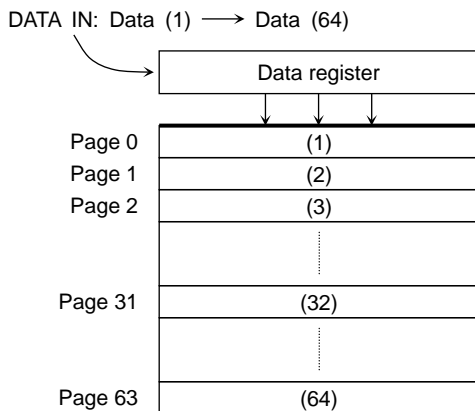 DATA IN: Data (1) ⟶ Data (64)
Data register
Page 0 (1)
Page 1 (2)
Page 2 (3)
Page 31 (32)
Page 63 (64)